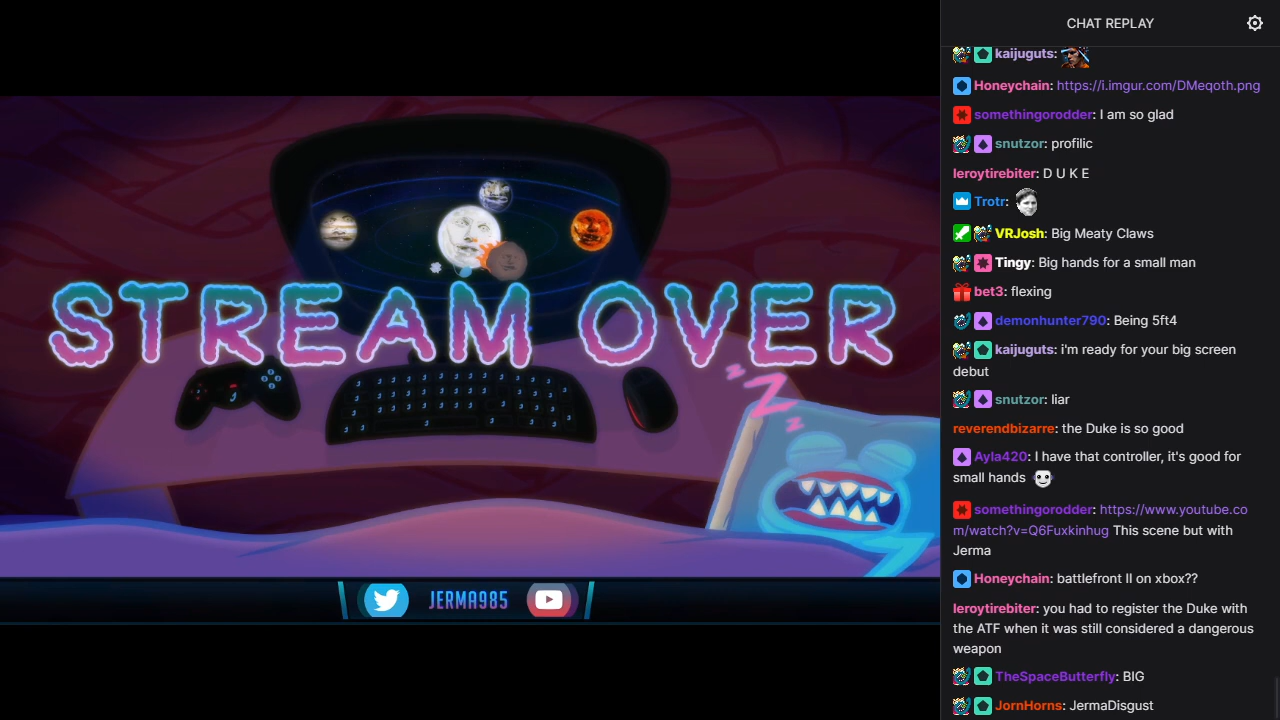 CHAT REPLAY
kaijuguts:
Honeychain: https://i.imgur.com/DMeqoth.png
somethingorodder: I am so glad
snutzor: profilic
leroytirebiter: D U K E
Trotr:
VRJosh: Big Meaty Claws
Tingy: Big hands for a small man
bet3: flexing
demonhunter790: Being 5ft4
kaijuguts: i'm ready for your big screen
debut
snutzor: liar
reverendbizarre: the Duke is so good
Ayla420: I have that controller, it's good for
small hands
somethingorodder: https://www.youtube.co
m/watch?v=Q6Fuxkinhug This scene but with
Jerma
Honeychain: battlefront II on xbox??
leroytirebiter: you had to register the Duke with
the ATF when it was still considered a dangerous
weapon
TheSpaceButterfly: BIG
JornHorns: JermaDisgust
STREAM OVER
z
Z
z
JERMA985